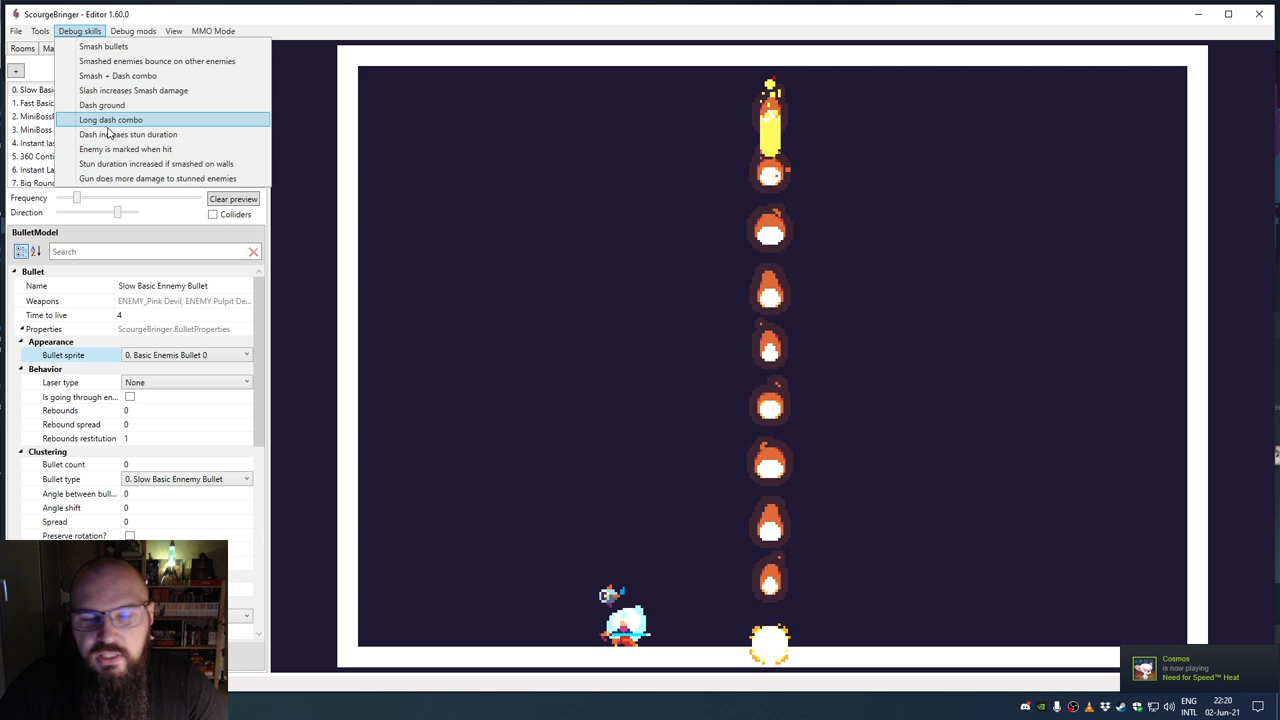 ScourgeBringer - Editor 1.60.0
File Tools Debug skills Debug mods View MMO Mode
Rooms Ma
Smash bullets
Smashed enemies bounce on other enemies
+
Smash + Dash combo
0. Slow Basic
Slash increases Smash damage
1. Fast Basic
Dash ground
2. MiniBoss
Long dash combo
3. MiniBoss
Dash increaes stun duration
4. Instant las
Enemy is marked when hit
5. 360 Conti
Stun duration increased if smashed on walls
6. Instant La
Gun does more damage to stunned enemies
7. Big Roun
Frequency Clear preview
Direction Colliders
BulletModel
Search
Bullet
Name Slow Basic Ennemy Bullet
Weapons ENEMY_Pink Devil, ENEMY Pulpit De...
Time to live 4
Properties ScourgeBringer.BulletProperties
Appearance
Bullet sprite 0. Basic Enemis Bullet 0
Behavior
Laser type None
Is going through en...
Rebounds 0
Rebound spread 0
Rebounds restitution 1
Clustering
Bullet count 0
Bullet type 0. Slow Basic Ennemy Bullet
Angle between bull... 0
Angle shift 0
Spread 0
Preserve rotation?
Cosmos
is now playing
Need for Speed™ Heat
ENG
INTL
22:20
02-Jun-21